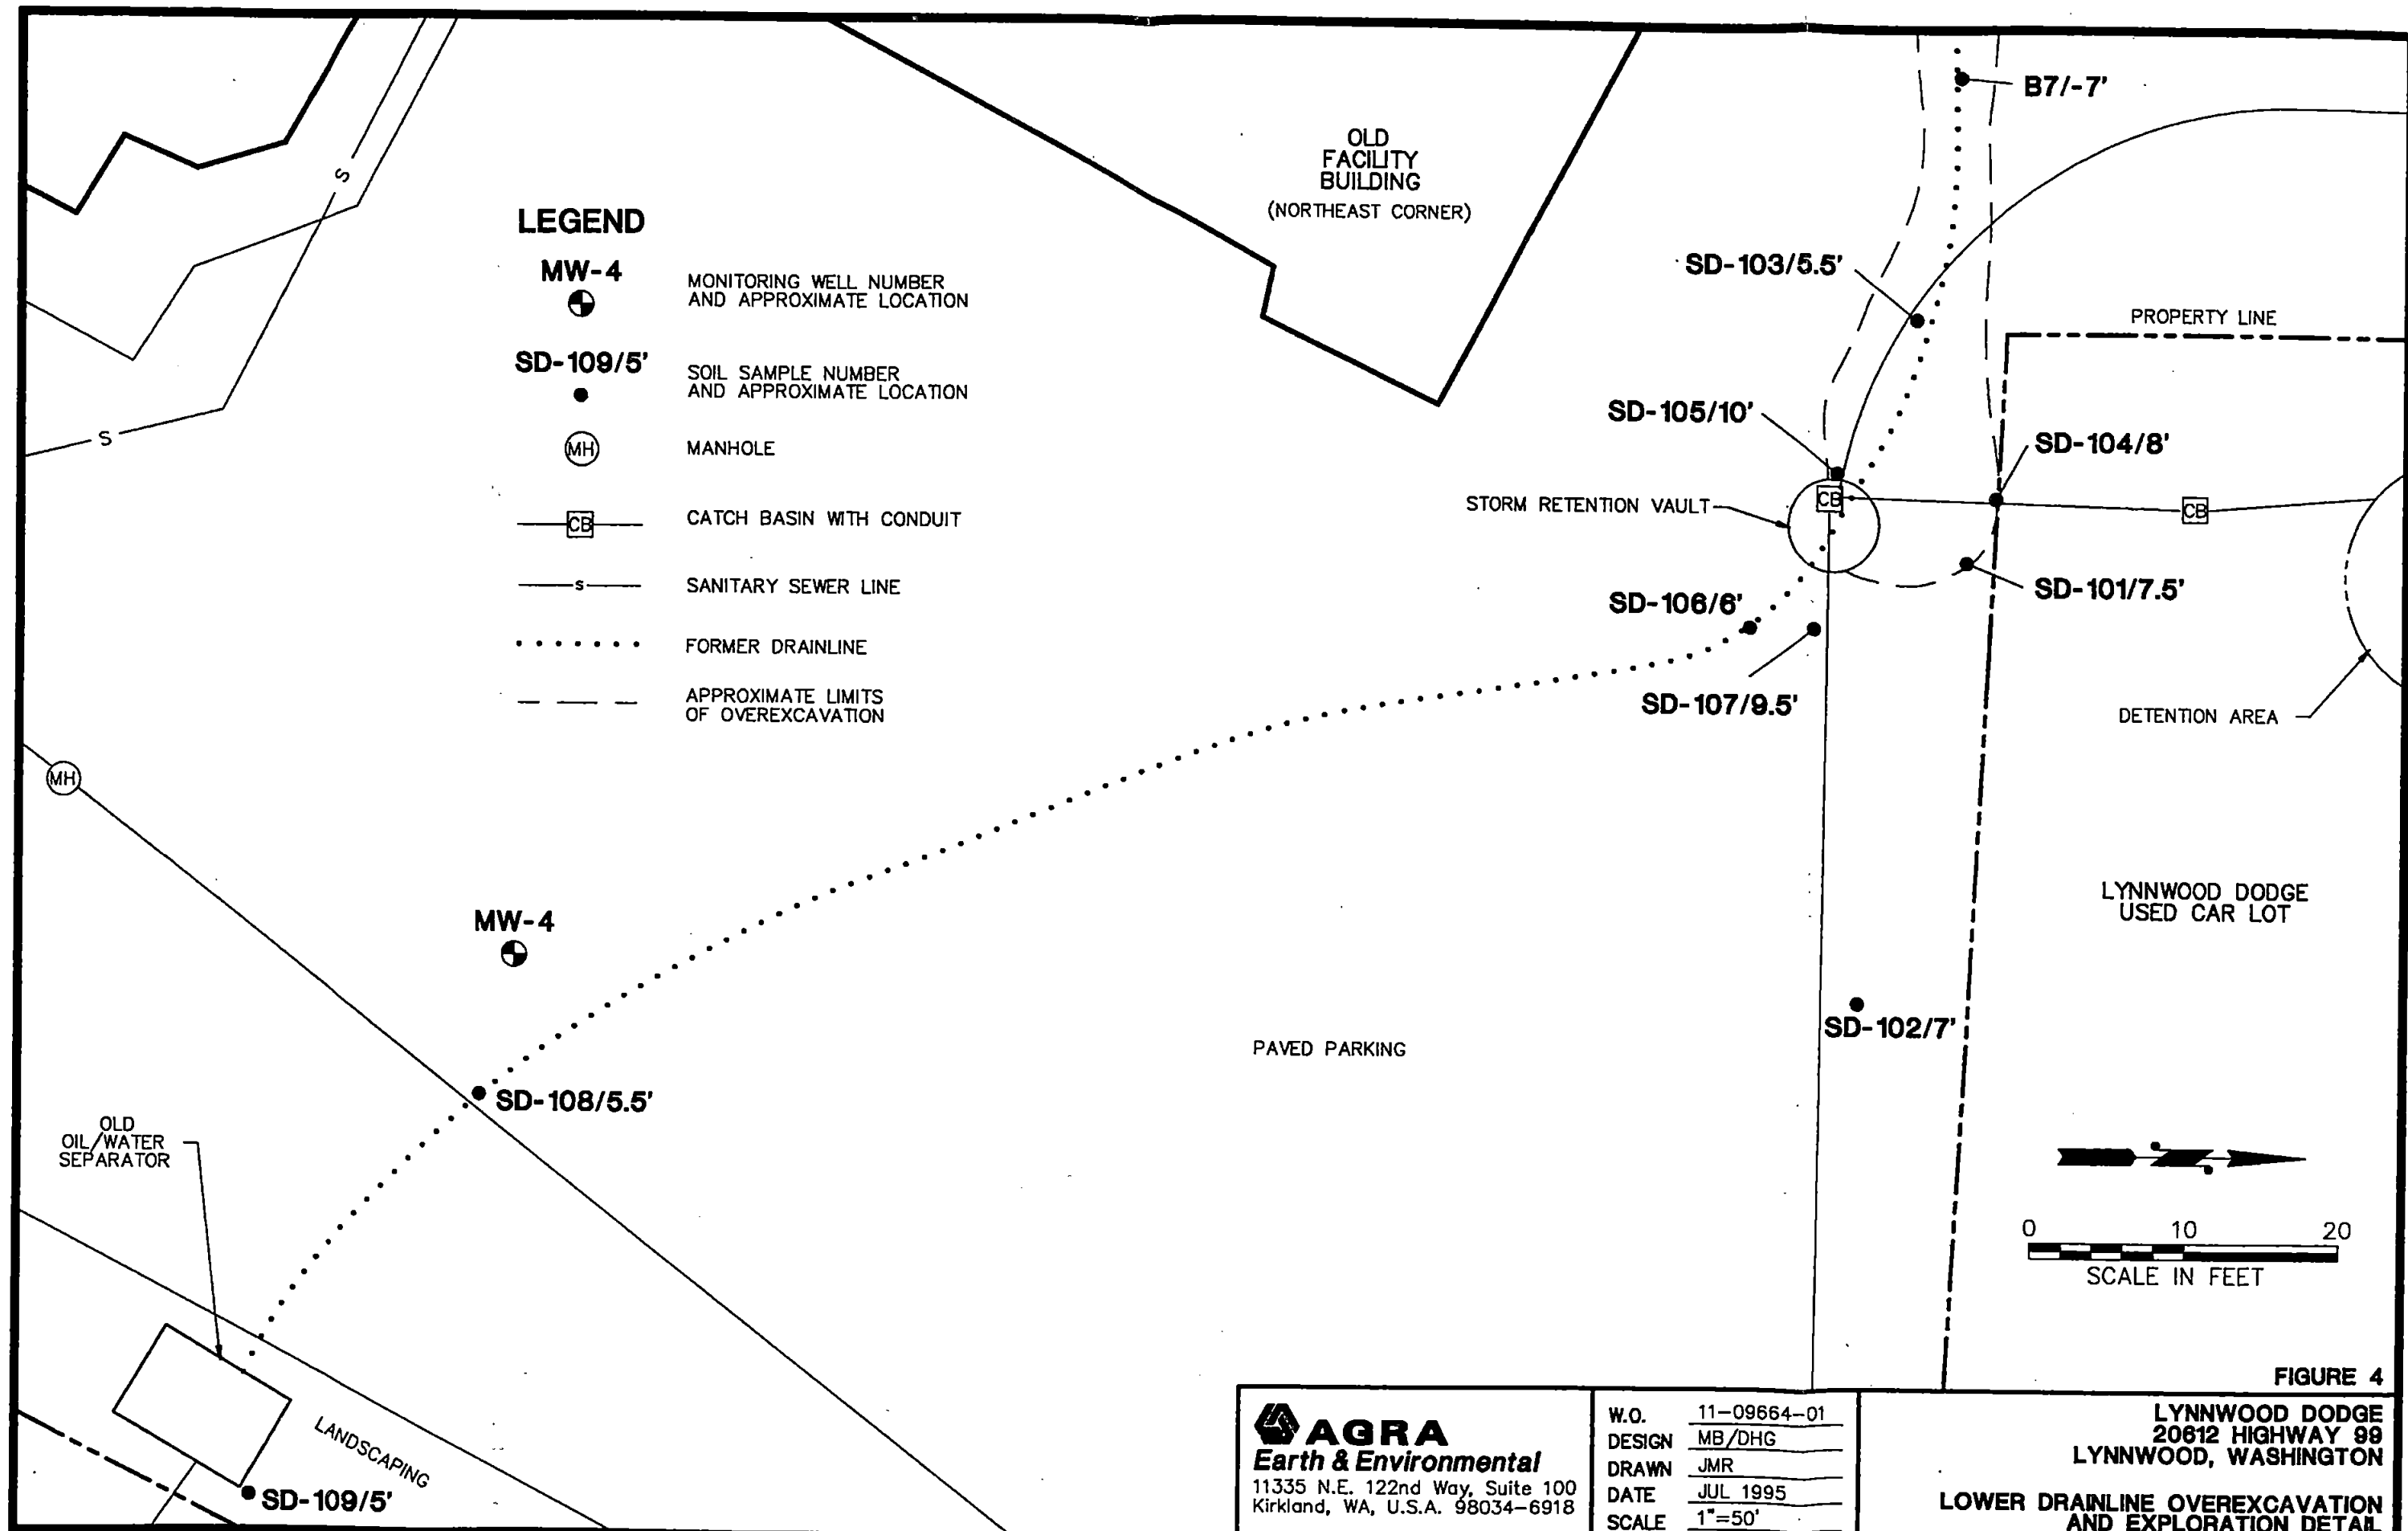 B7/-7'
OLD
FACILITY
BUILDING
(NORTHEAST CORNER)
S
LEGEND
MW-4
MONITORING WELL NUMBER
AND APPROXIMATE LOCATION
SD-109/5'
SOIL SAMPLE NUMBER
AND APPROXIMATE LOCATION
MH
MANHOLE
CB
CATCH BASIN WITH CONDUIT
s
SANITARY SEWER LINE
FORMER DRAINLINE
APPROXIMATE LIMITS
OF OVEREXCAVATION
S
SD-103/5.5'
PROPERTY LINE
SD-105/10'
SD-104/8'
STORM RETENTION VAULT
CB
CB
SD-106/6'
SD-101/7.5'
SD-107/9.5'
DETENTION AREA
MH
LYNNWOOD DODGE
USED CAR LOT
MW-4
SD-102/7'
PAVED PARKING
SD-108/5.5'
OLD
OIL/WATER
SEPARATOR
0 10 20
SCALE IN FEET
LANDSCAPING
SD-109/5'
FIGURE 4
AGRA
Earth & Environmental
11335 N.E. 122nd Way, Suite 100
Kirkland, WA, U.S.A. 98034-6918
W.O. 11-09664-01
DESIGN MB/DHG
DRAWN JMR
DATE JUL 1995
SCALE 1"=50'
LYNNWOOD DODGE
20612 HIGHWAY 99
LYNNWOOD, WASHINGTON
LOWER DRAINLINE OVEREXCAVATION
AND EXPLORATION DETAIL